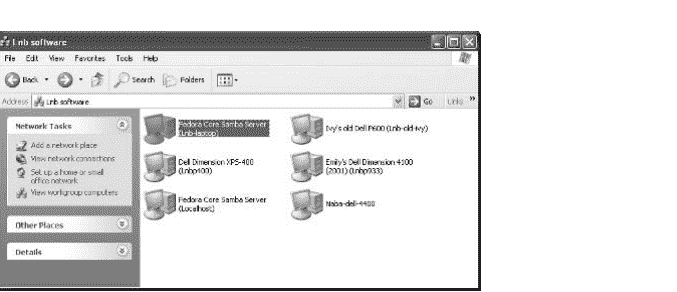 Lnb software
File Edit View Favorites Tools Help
Back Search Folders
Address Lnb software Go Links »
Network Tasks
Add a network place
View network connections
Set up a home or small
office network
View workgroup computers
Other Places
Details
Fedora Core Samba Server
(Lnb-laptop)
Ivy's old Dell P600 (Lnb-old-ivy)
Dell Dimension XPS-400
(Lnbp400)
Emily's Dell Dimension 4100
(2001) (Lnbp933)
Fedora Core Samba Server
(Localhost)
Naba-dell-4400